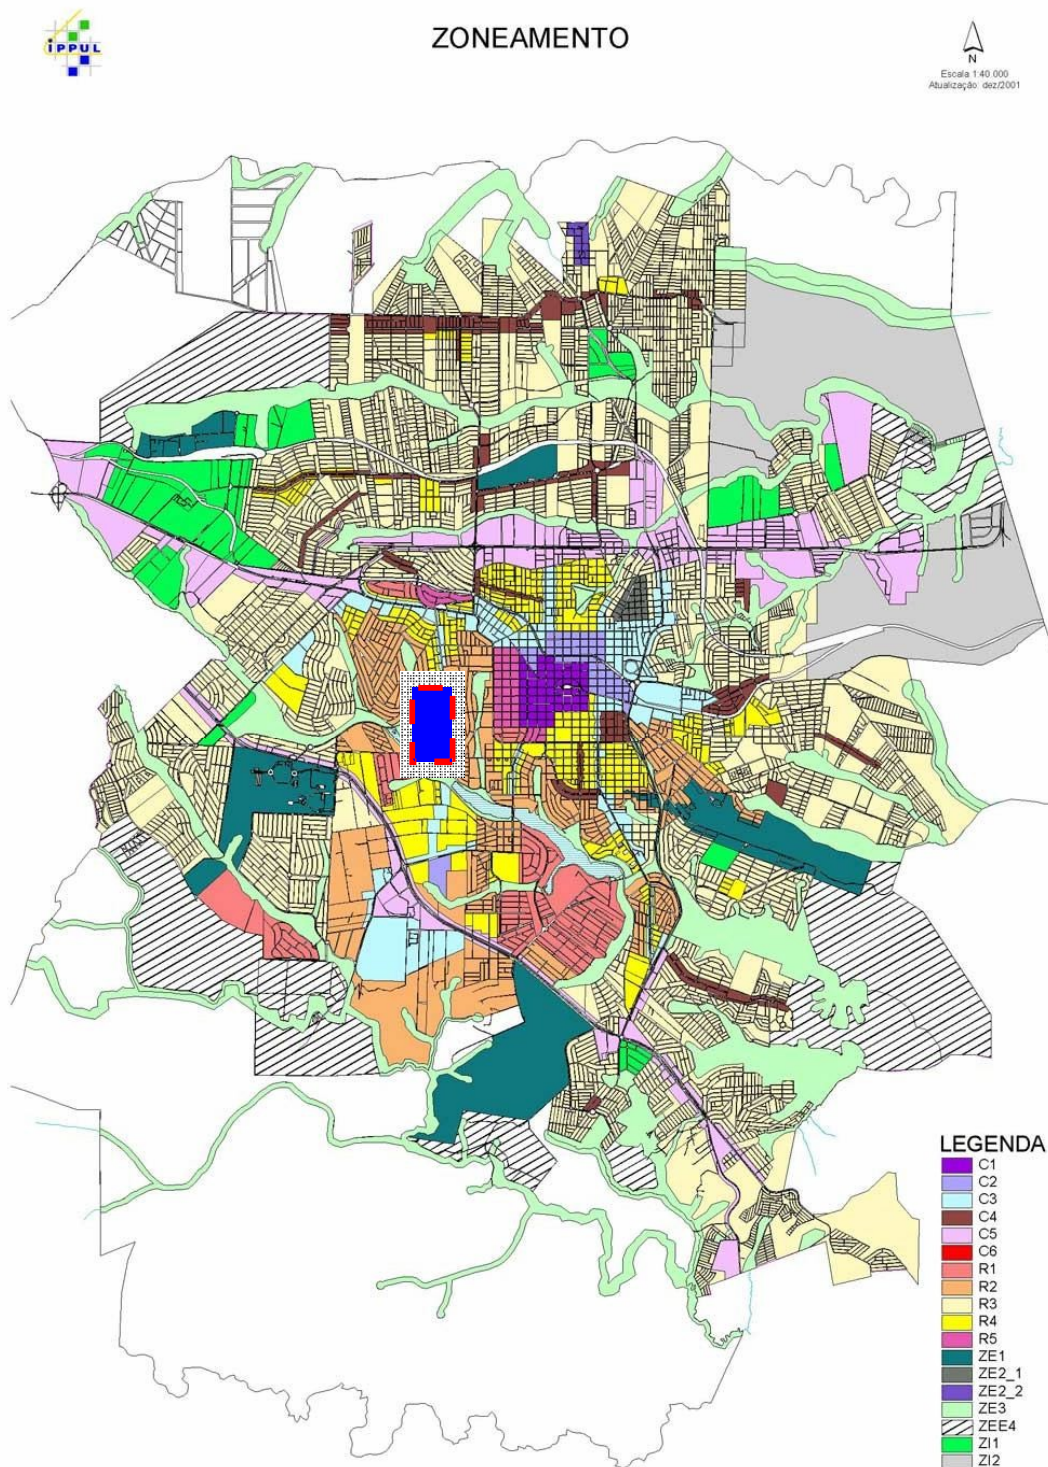 iPPUL
ZONEAMENTO
N
Escala 1:40.000
Atualização: dez/2001
LEGENDA
C1
C2
C3
C4
C5
C6
R1
R2
R3
R4
R5
ZE1
ZE2_1
ZE2_2
ZE3
ZEE4
ZI1
ZI2